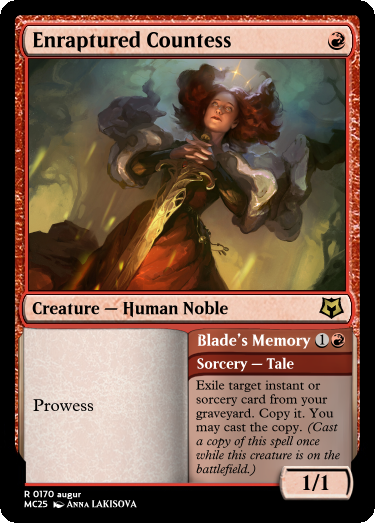 Enraptured Countess
Creature — Human Noble
Prowess
Blade's Memory 1
Sorcery — Tale
Exile target instant or
sorcery card from your
graveyard. Copy it. You
may cast the copy. (Cast
a copy of this spell once
while this creature is on the
battlefield.)
1/1
R 0170 augur
MC25 Anna LAKISOVA